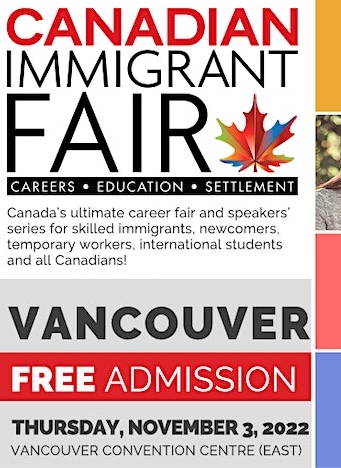 CANADIAN
IMMIGRANT
FAIR
CAREERS • EDUCATION • SETTLEMENT
Canada's ultimate career fair and speakers'
series for skilled immigrants, newcomers,
temporary workers, international students
and all Canadians!
VANCOUVER
FREE ADMISSION
THURSDAY, NOVEMBER 3, 2022
VANCOUVER CONVENTION CENTRE (EAST)